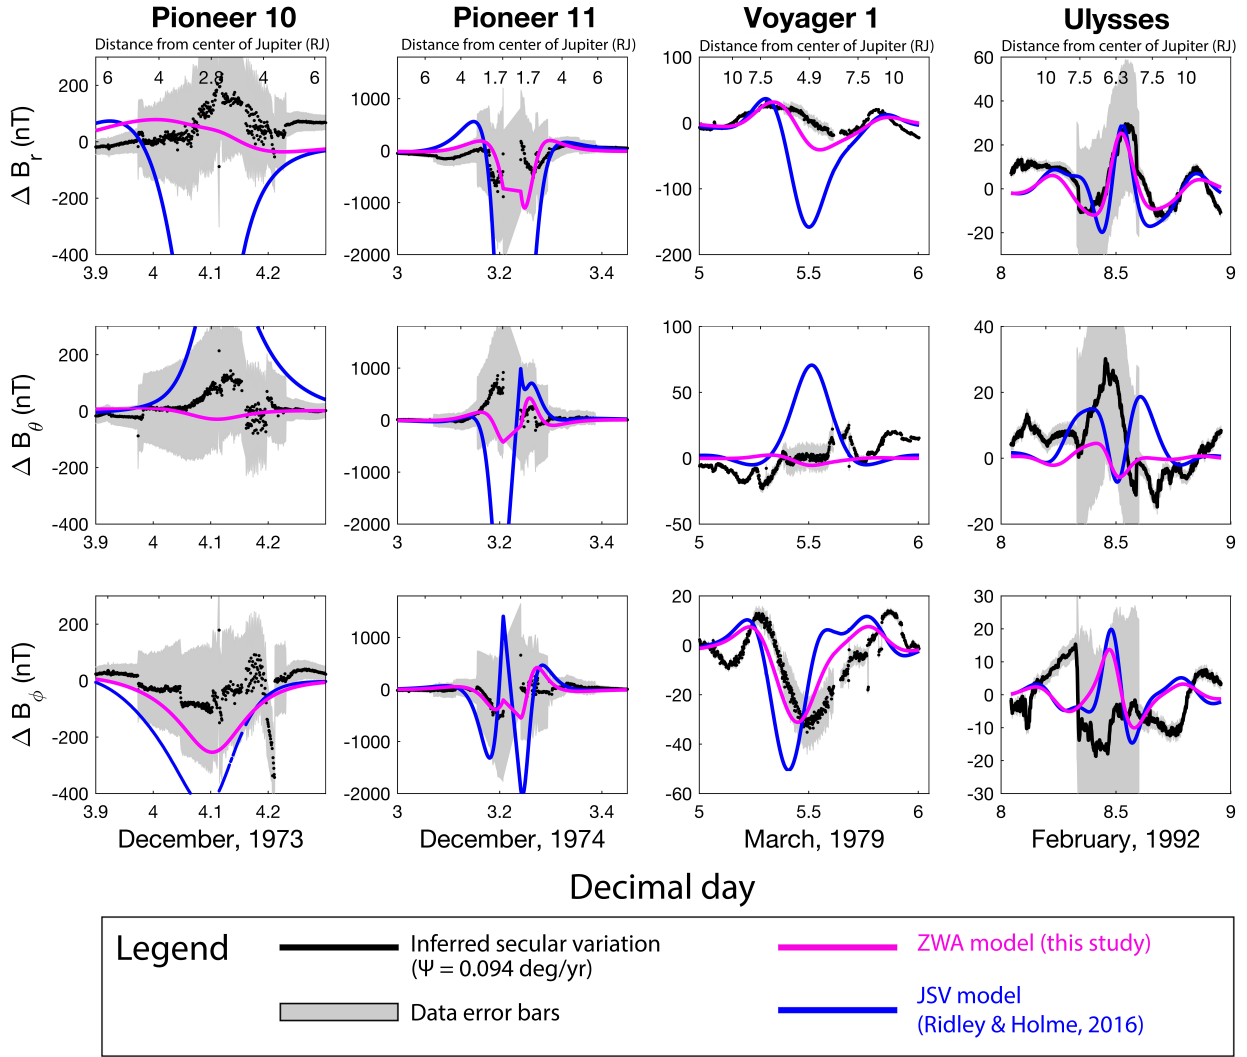 Pioneer 10 Pioneer 11 Voyager 1 Ulysses
Distance from center of Jupiter (RJ) Distance from center of Jupiter (RJ) Distance from center of Jupiter (RJ) Distance from center of Jupiter (RJ)
6 4 2.8 4 6
6 4 1.7 1.7 4 6
10 7.5 4.9 7.5 10
10 7.5 6.3 7.5 10
Δ Br (nT)
200
0
-200
-400
3.9 4 4.1 4.2
1000
0
-1000
-2000
3 3.2 3.4
100
0
-100
-200
5 5.5 6
60
40
20
0
-20
8 8.5 9
Δ Bθ (nT)
200
0
-200
-400
3.9 4 4.1 4.2
1000
0
-1000
-2000
3 3.2 3.4
100
50
0
-50
5 5.5 6
40
20
0
-20
8 8.5 9
Δ Bϕ (nT)
200
0
-200
-400
3.9 4 4.1 4.2
1000
0
-1000
-2000
3 3.2 3.4
20
0
-20
-40
-60
5 5.5 6
30
20
10
0
-10
-20
-30
8 8.5 9
December, 1973 December, 1974 March, 1979 February, 1992
Decimal day
Legend
Inferred secular variation
(Ψ = 0.094 deg/yr)
Data error bars
ZWA model (this study)
JSV model
(Ridley & Holme, 2016)